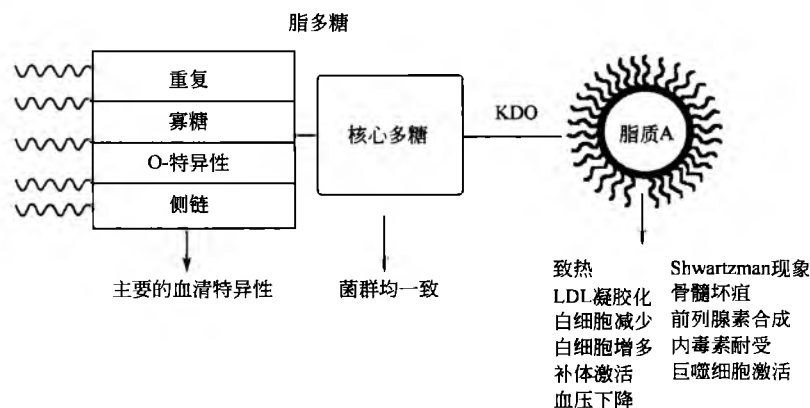 脂多糖
重复
寡糖
O-特异性
侧链
核心多糖
KDO
脂质A
主要的血清特异性
菌群均一致
致热
LDL凝胶化
白细胞减少
白细胞增多
补体激活
血压下降
Shwartzman现象
骨髓坏疽
前列腺素合成
内毒素耐受
巨噬细胞激活